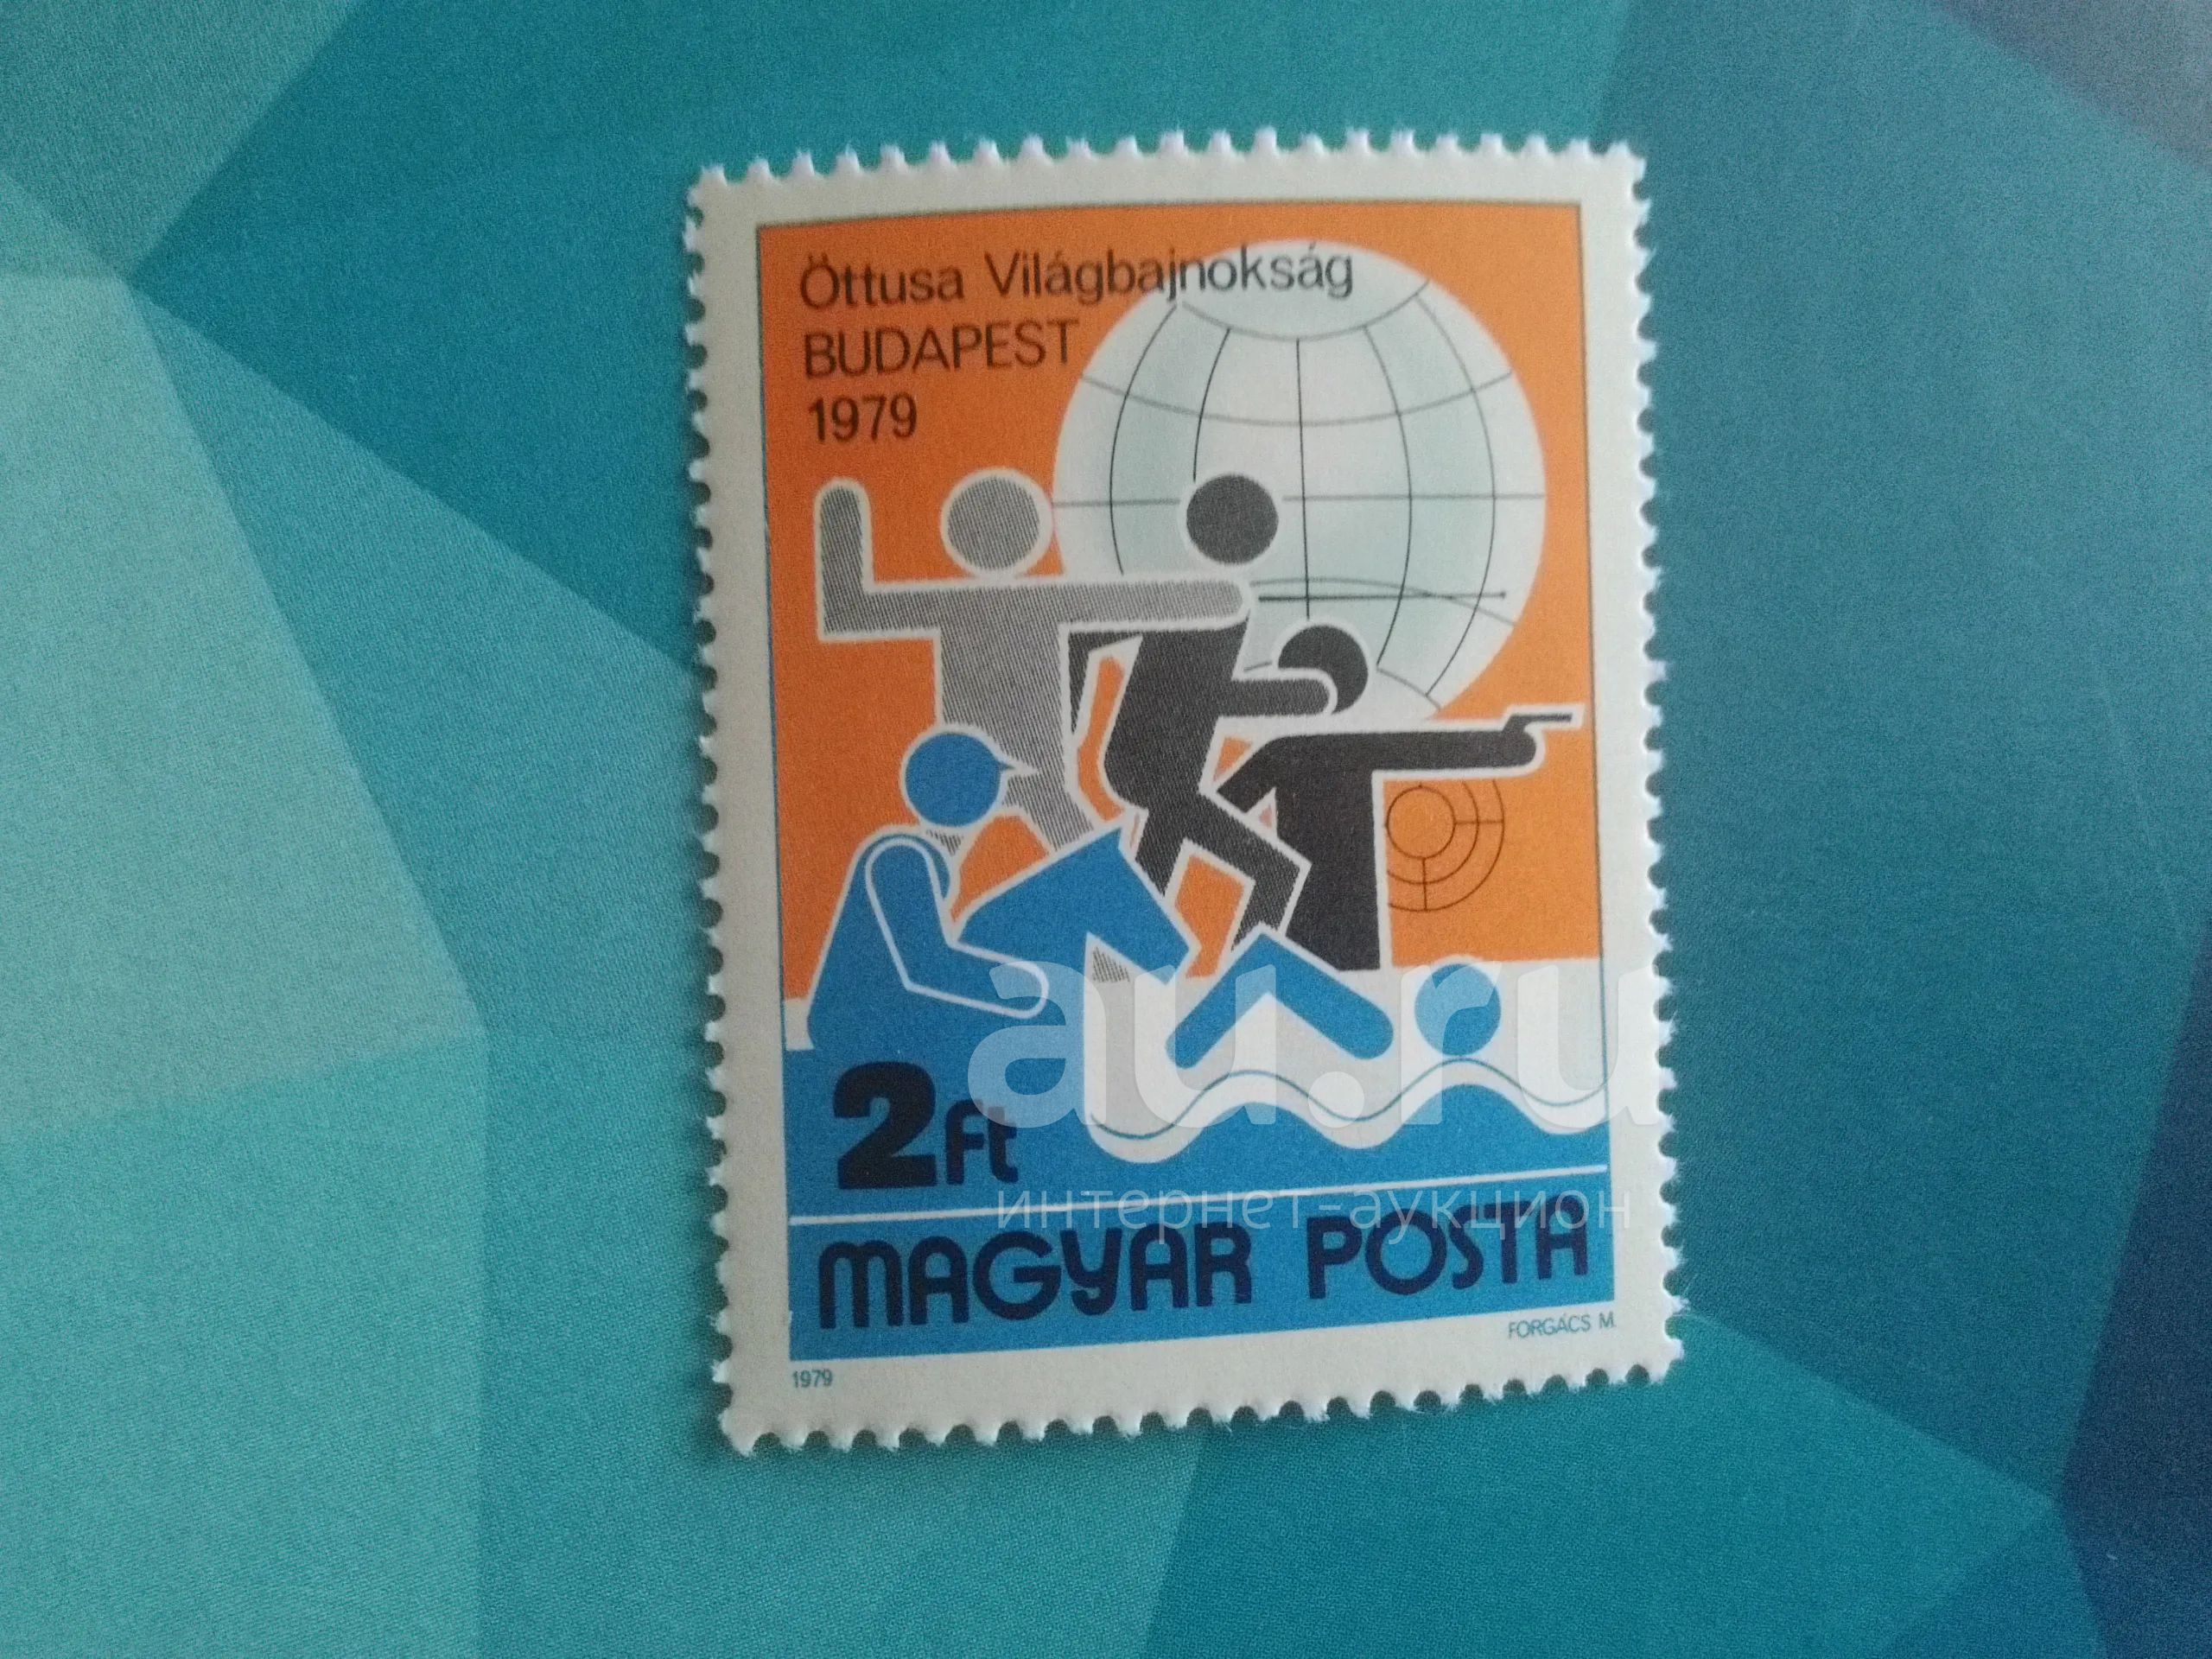 Öttusa Világbajnokság
BUDAPEST
1979
2Ft
au.ru
интернет-аукцион
MAGYAR POSTA
FORGÁCS M.
1979